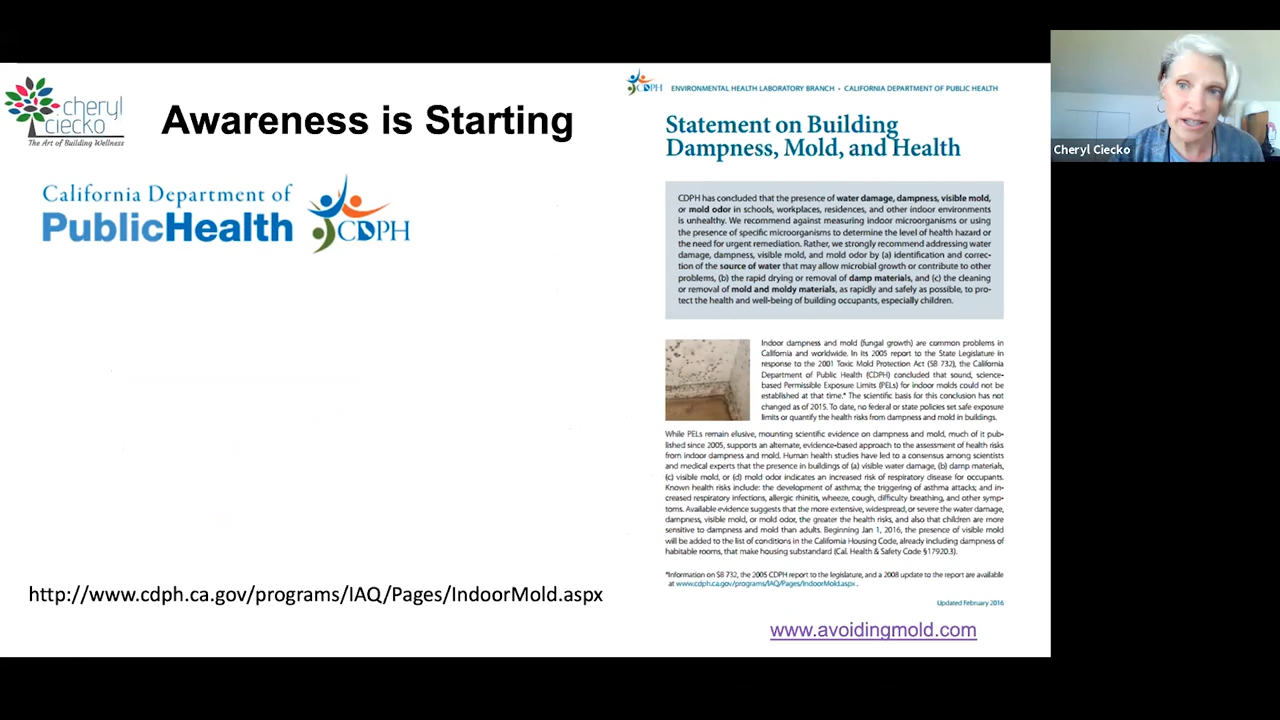 cheryl
ciecko
The Art of Building Wellness
Awareness is Starting
California Department of
PublicHealth
CDPH
http://www.cdph.ca.gov/programs/IAQ/Pages/IndoorMold.aspx
CDPH
ENVIRONMENTAL HEALTH LABORATORY BRANCH • CALIFORNIA DEPARTMENT OF PUBLIC HEALTH
Statement on Building
Dampness, Mold, and Health
CDPH has concluded that the presence of water damage, dampness, visible mold,
or mold odor in schools, workplaces, residences, and other indoor environments
is unhealthy. We recommend against measuring indoor microorganisms or using
the presence of specific microorganisms to determine the level of health hazard or
the need for urgent remediation. Rather, we strongly recommend addressing water
damage, dampness, visible mold, and mold odor by (a) identification and correc-
tion of the source of water that may allow microbial growth or contribute to other
problems, (b) the rapid drying or removal of damp materials, and (c) the cleaning
or removal of mold and moldy materials, as rapidly and safely as possible, to pro-
tect the health and well-being of building occupants, especially children.
Indoor dampness and mold (fungal growth) are common problems in
California and worldwide. In its 2005 report to the State Legislature in
response to the 2001 Toxic Mold Protection Act (SB 732), the California
Department of Public Health (CDPH) concluded that sound, science-
based Permissible Exposure Limits (PELs) for indoor molds could not be
established at that time.* The scientific basis for this conclusion has not
changed as of 2015. To date, no federal or state policies set safe exposure
limits or quantify the health risks from dampness and mold in buildings.
While PELs remain elusive, mounting scientific evidence on dampness and mold, much of it pub-
lished since 2005, supports an alternate, evidence-based approach to the assessment of health risks
from indoor dampness and mold. Human health studies have led to a consensus among scientists
and medical experts that the presence in buildings of (a) visible water damage, (b) damp materials,
(c) visible mold, or (d) mold odor indicates an increased risk of respiratory disease for occupants.
Known health risks include: the development of asthma; the triggering of asthma attacks; and in-
creased respiratory infections, allergic rhinitis, wheeze, cough, difficulty breathing, and other symp-
toms. Available evidence suggests that the more extensive, widespread, or severe the water damage,
dampness, visible mold, or mold odor, the greater the health risks, and also that children are more
sensitive to dampness and mold than adults. Beginning Jan 1, 2016, the presence of visible mold
will be added to the list of conditions in the California Housing Code, already including dampness of
habitable rooms, that make housing substandard (Cal. Health & Safety Code §17920.3).
*Information on SB 732, the 2005 CDPH report to the legislature, and a 2008 update to the report are available
at www.cdph.ca.gov/programs/IAQ/Pages/IndoorMold.aspx.
Updated February 2016
www.avoidingmold.com
Cheryl Ciecko